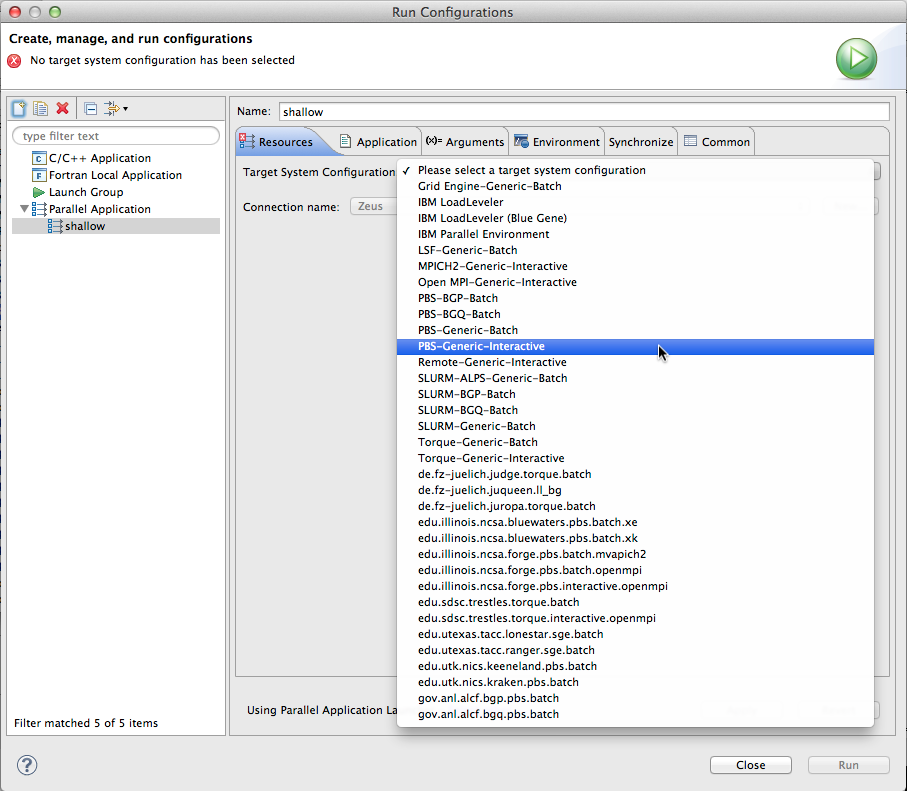 Run Configurations
Create, manage, and run configurations
No target system configuration has been selected
type filter text
C/C++ Application
Fortran Local Application
Launch Group
Parallel Application
shallow
Filter matched 5 of 5 items
Name: shallow
Resources Application (x)= Arguments Environment Synchronize Common
Target System Configuration
Connection name: Zeus
✓ Please select a target system configuration
Grid Engine-Generic-Batch
IBM LoadLeveler
IBM LoadLeveler (Blue Gene)
IBM Parallel Environment
LSF-Generic-Batch
MPICH2-Generic-Interactive
Open MPI-Generic-Interactive
PBS-BGP-Batch
PBS-BGQ-Batch
PBS-Generic-Batch
PBS-Generic-Interactive
Remote-Generic-Interactive
SLURM-ALPS-Generic-Batch
SLURM-BGP-Batch
SLURM-BGQ-Batch
SLURM-Generic-Batch
Torque-Generic-Batch
Torque-Generic-Interactive
de.fz-juelich.judge.torque.batch
de.fz-juelich.juqueen.ll_bg
de.fz-juelich.juropa.torque.batch
edu.illinois.ncsa.bluewaters.pbs.batch.xe
edu.illinois.ncsa.bluewaters.pbs.batch.xk
edu.illinois.ncsa.forge.pbs.batch.mvapich2
edu.illinois.ncsa.forge.pbs.batch.openmpi
edu.illinois.ncsa.forge.pbs.interactive.openmpi
edu.sdsc.trestles.torque.batch
edu.sdsc.trestles.torque.interactive.openmpi
edu.utexas.tacc.lonestar.sge.batch
edu.utexas.tacc.ranger.sge.batch
edu.utk.nics.keeneland.pbs.batch
edu.utk.nics.kraken.pbs.batch
gov.anl.alcf.bgp.pbs.batch
gov.anl.alcf.bgq.pbs.batch
Using Parallel Application La
?
Close
Run